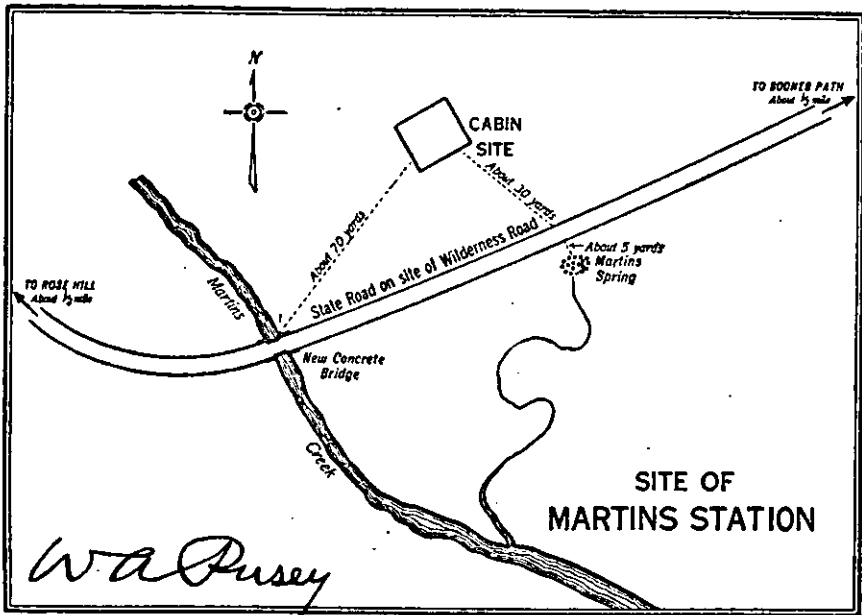 N
TO BOONER PATH
About ½ mile
CABIN
SITE
About 30 yards
About 70 yards
State Road on site of Wilderness Road
About 5 yards
Martins
Spring
TO ROSE HILL
About ½ mile
Martins
New Concrete
Bridge
Creek
SITE OF
MARTINS STATION
W A Pusey